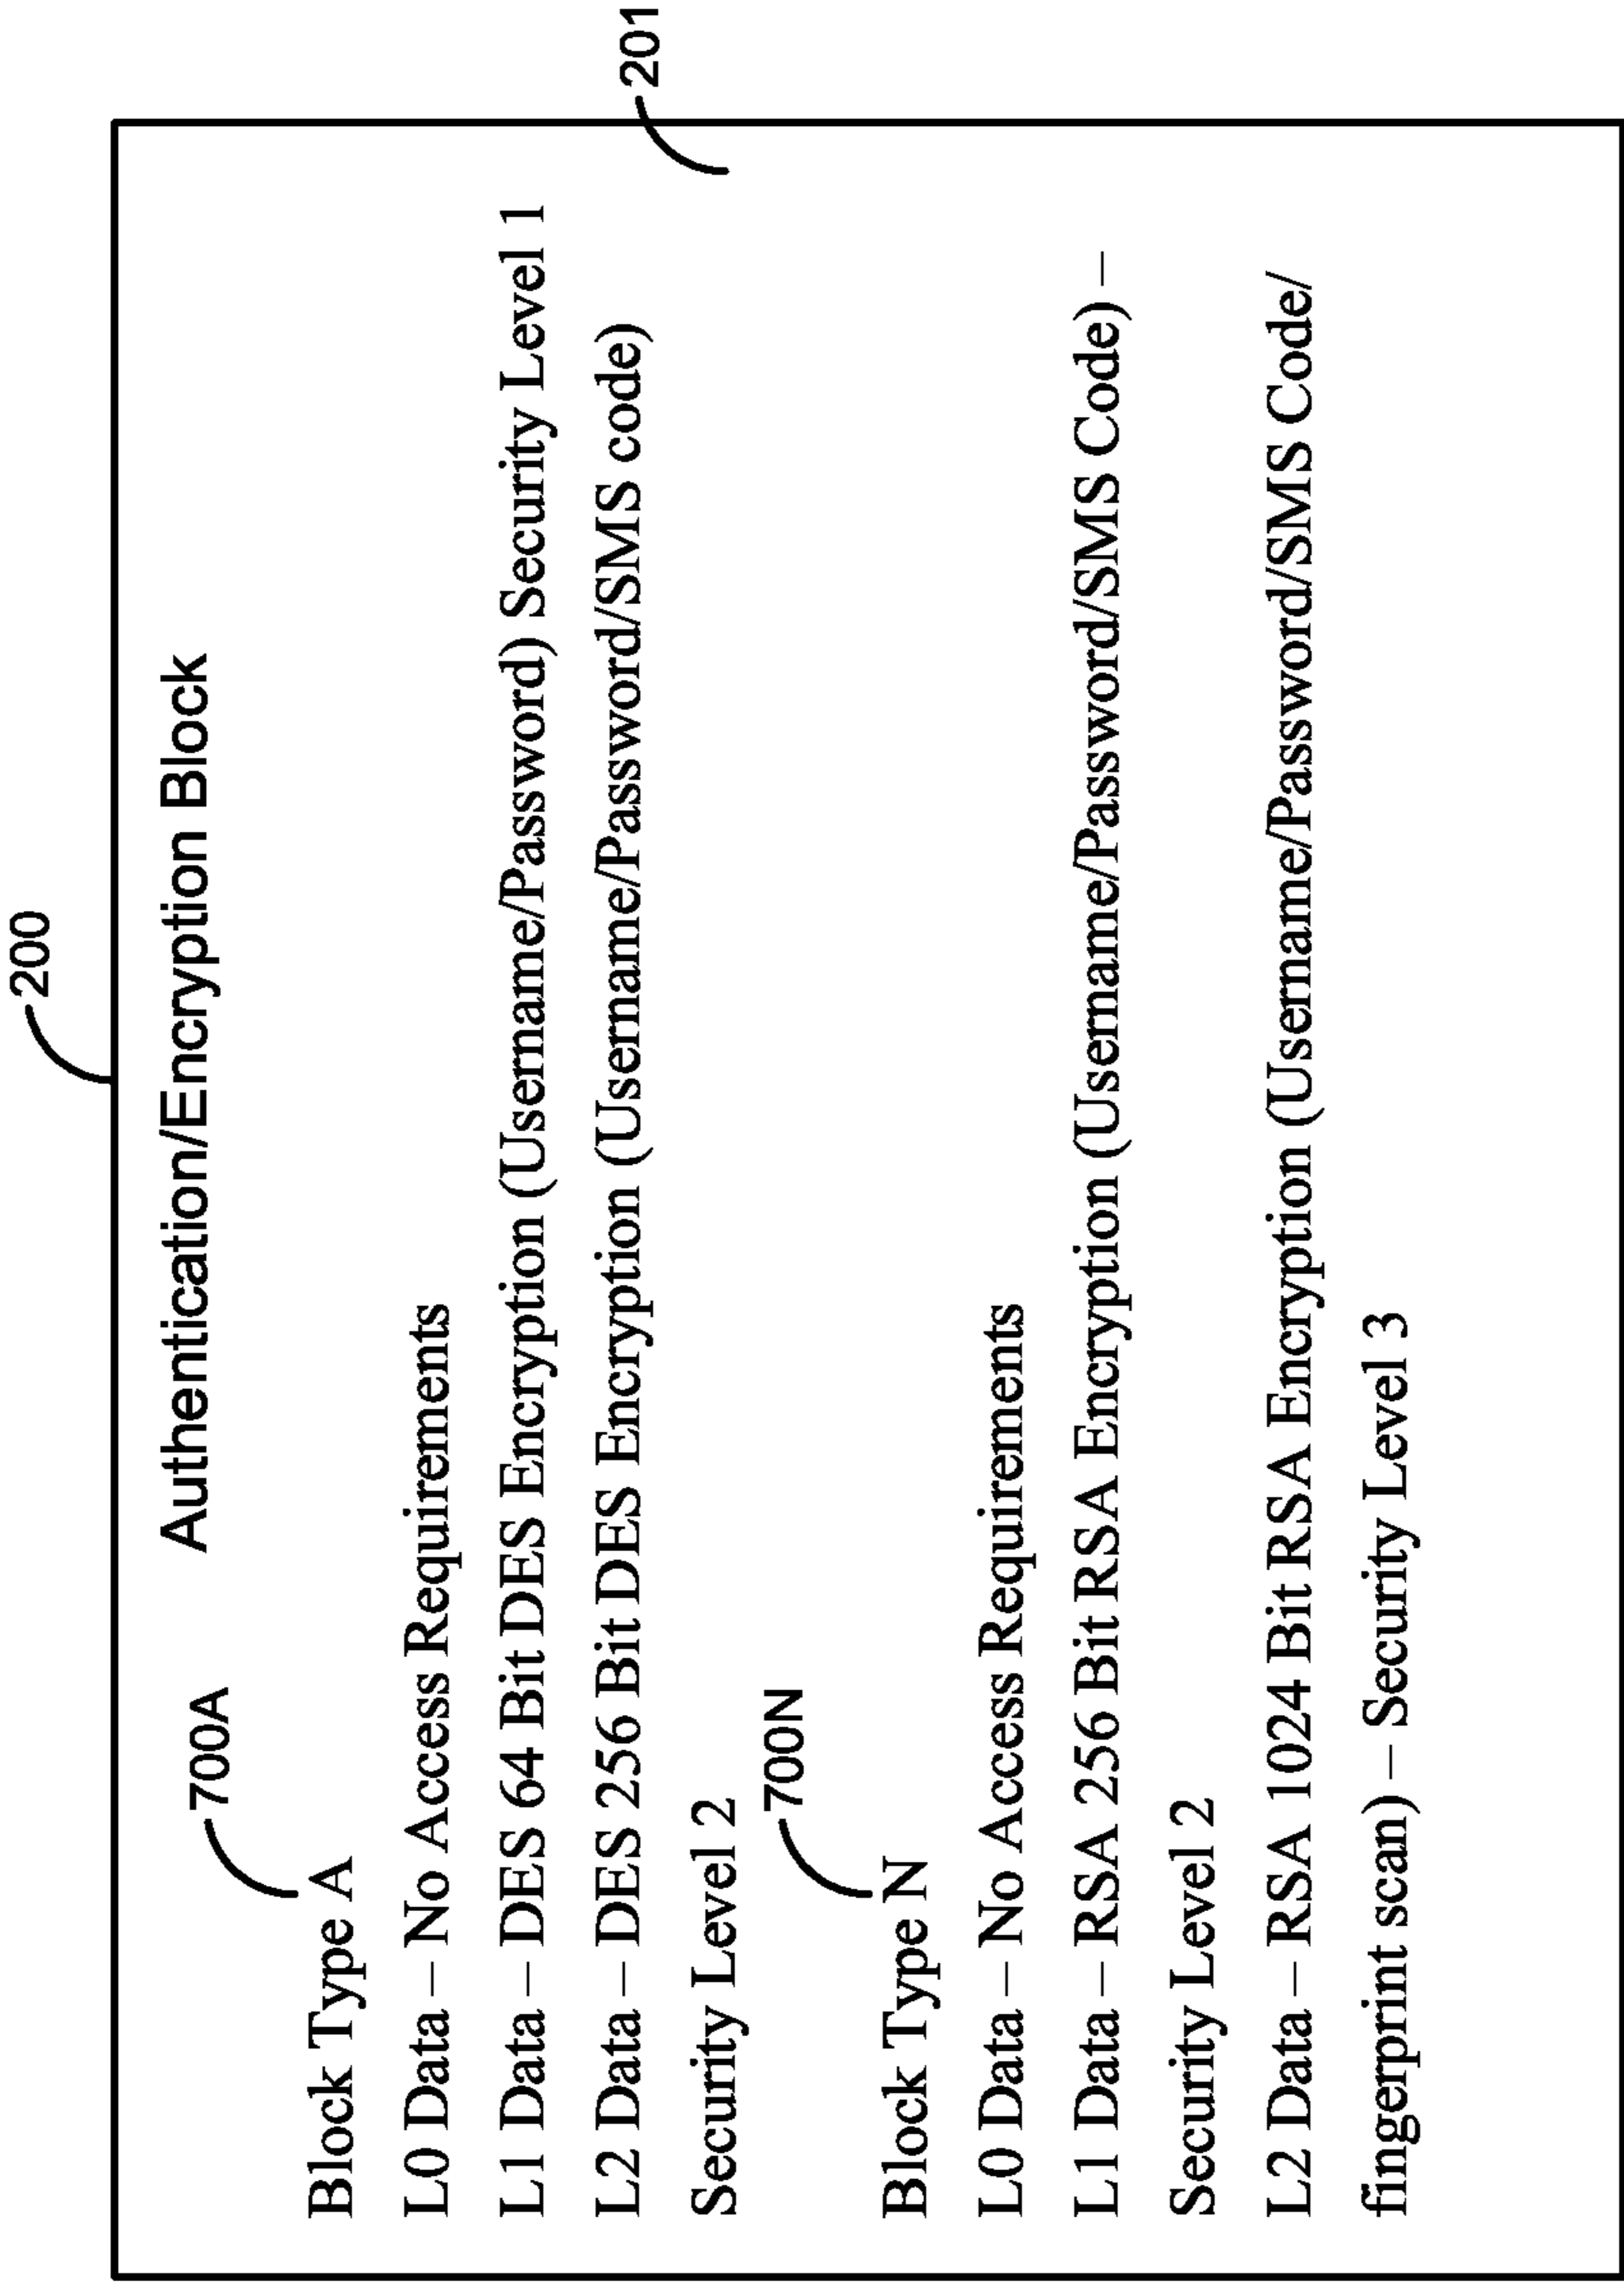 200
Authentication/Encryption Block
201
700A
Block Type A
L0 Data – No Access Requirements
L1 Data – DES 64 Bit DES Encryption (Username/Password) Security Level 1
L2 Data – DES 256 Bit DES Encryption (Username/Password/SMS code)
Security Level 2
700N
Block Type N
L0 Data – No Access Requirements
L1 Data – RSA 256 Bit RSA Encryption (Username/Password/SMS Code) –
Security Level 2
L2 Data – RSA 1024 Bit RSA Encryption (Username/Password/SMS Code/
fingerprint scan) – Security Level 3